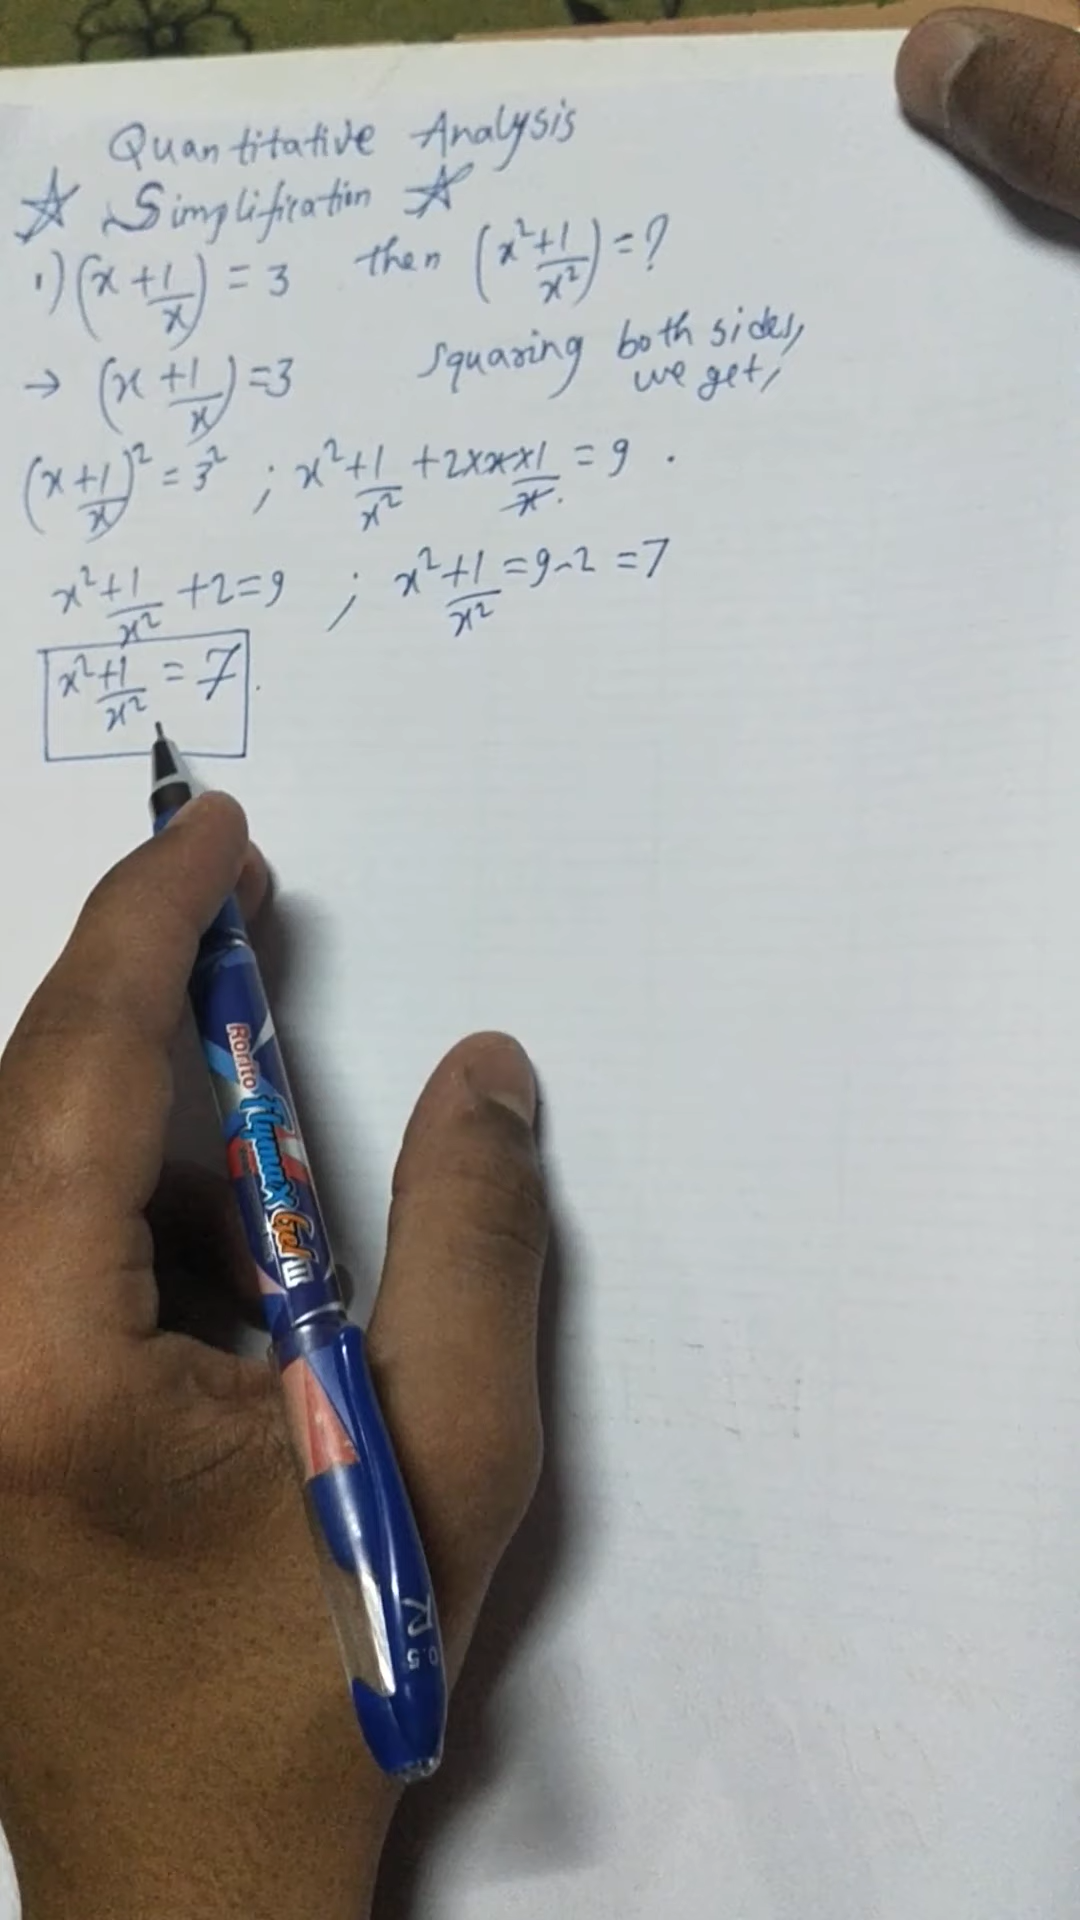 Quantitative Analysis
☆ Simplification ☆
1) (x + 1/x) = 3 then (x² + 1/x²) = ?
→ (x + 1/x) = 3 squaring both sides,
we get,
(x + 1/x)² = 3² ; x² + 1/x² + 2 × x × 1/x = 9 .
x² + 1/x² + 2 = 9 ; x² + 1/x² = 9 - 2 = 7
x² + 1/x² = 7 .
Rorito Flymax Gel
0.5